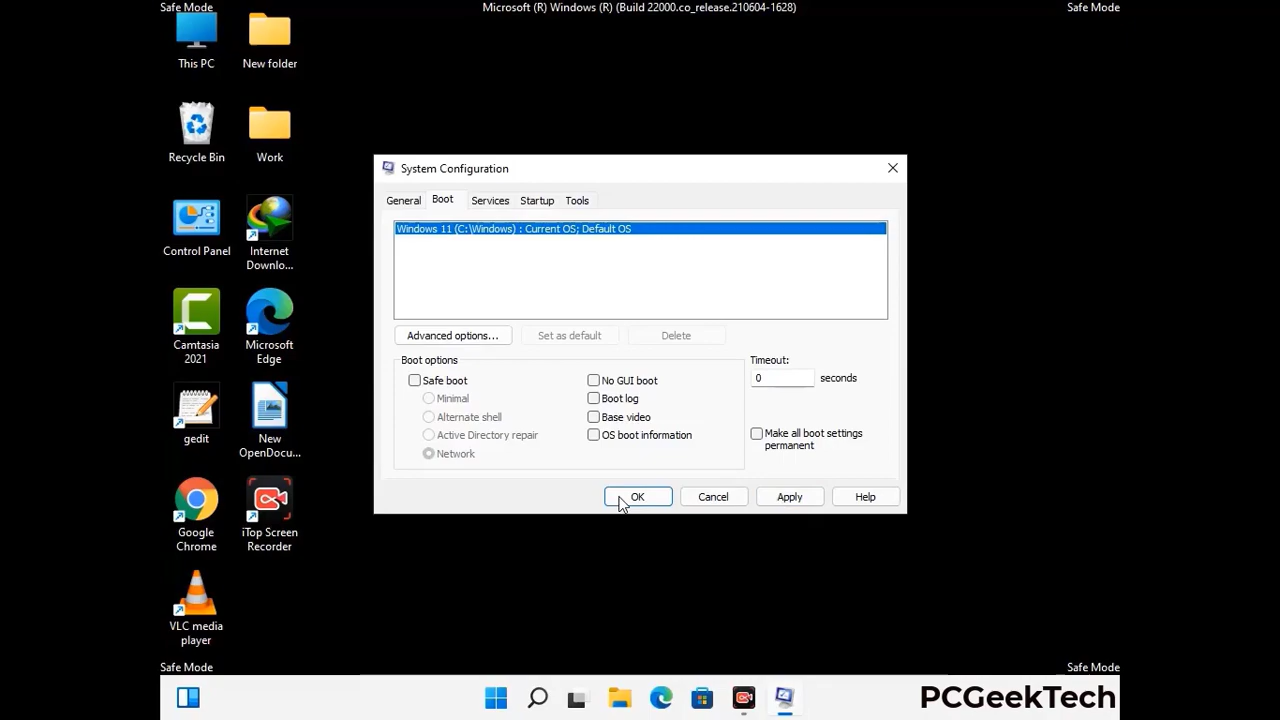 Safe Mode
Microsoft (R) Windows (R) (Build 22000.co_release.210604-1628)
Safe Mode
This PC
New folder
Recycle Bin
Work
Control Panel
Internet
Downlo...
Camtasia
2021
Microsoft
Edge
gedit
New
OpenDocu...
Google
Chrome
iTop Screen
Recorder
VLC media
player
System Configuration
General
Boot
Services
Startup
Tools
Windows 11 (C:\Windows) : Current OS; Default OS
Advanced options...
Set as default
Delete
Boot options
Safe boot
Minimal
Alternate shell
Active Directory repair
Network
No GUI boot
Boot log
Base video
OS boot information
Timeout:
0 seconds
Make all boot settings
permanent
OK
Cancel
Apply
Help
Safe Mode
Safe Mode
PCGeekTech